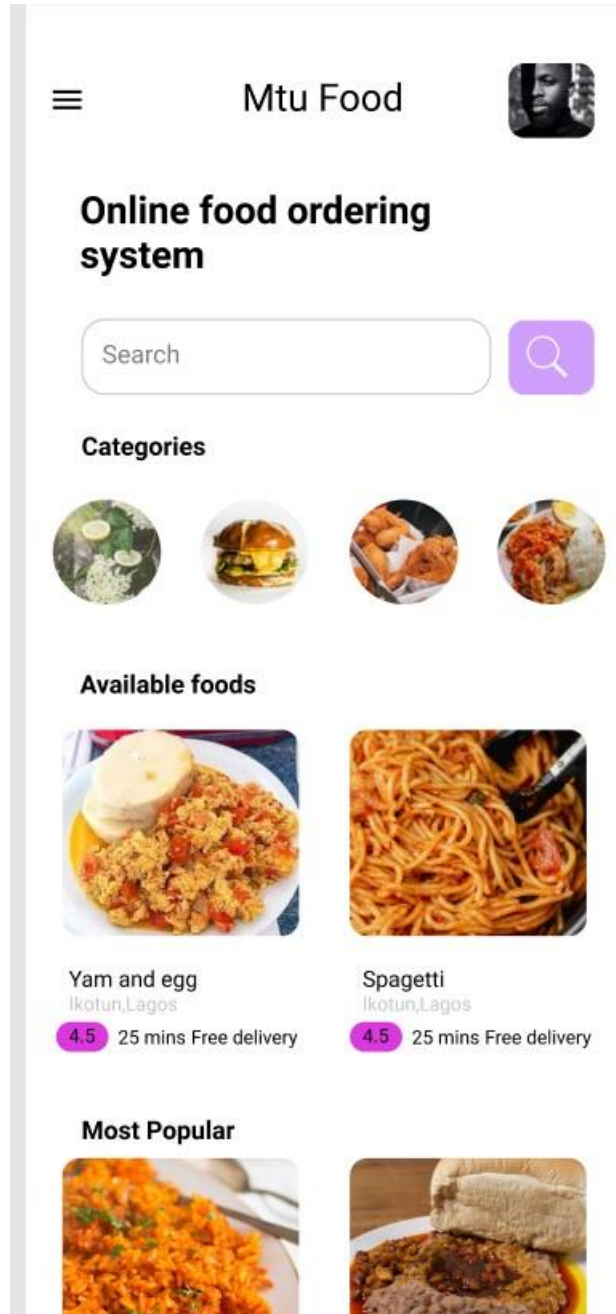 Mtu Food
Online food ordering
system
Search
Categories
Available foods
Yam and egg
Ikotun,Lagos
4.5 25 mins Free delivery
Spagetti
Ikotun,Lagos
4.5 25 mins Free delivery
Most Popular